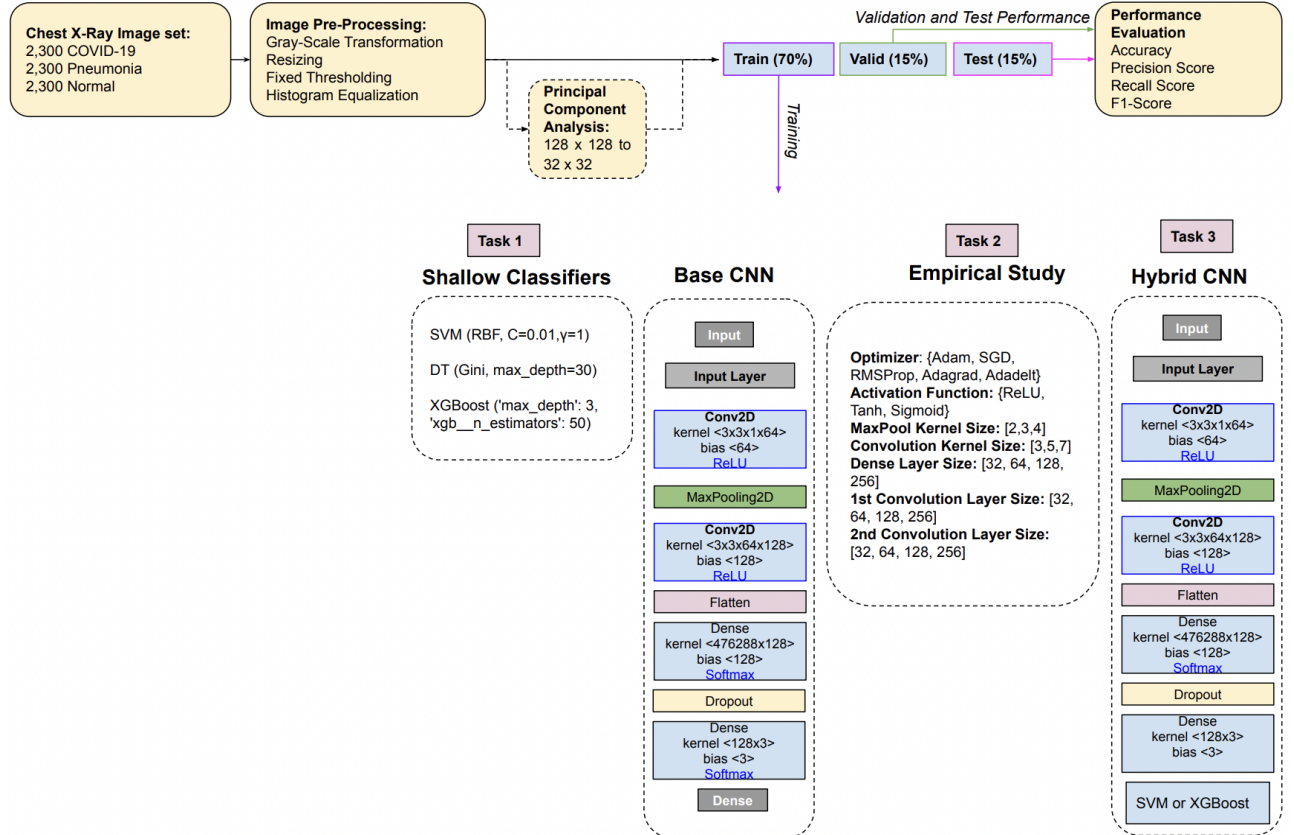 Chest X-Ray Image set:
2,300 COVID-19
2,300 Pneumonia
2,300 Normal
Image Pre-Processing:
Gray-Scale Transformation
Resizing
Fixed Thresholding
Histogram Equalization
Principal
Component
Analysis:
128 x 128 to
32 x 32
Validation and Test Performance
Train (70%)
Valid (15%)
Test (15%)
Performance
Evaluation
Accuracy
Precision Score
Recall Score
F1-Score
Training
Task 1
Shallow Classifiers
SVM (RBF, C=0.01,γ=1)
DT (Gini, max_depth=30)
XGBoost ('max_depth': 3,
'xgb__n_estimators': 50)
Base CNN
Input
Input Layer
Conv2D
kernel <3x3x1x64>
bias <64>
ReLU
MaxPooling2D
Conv2D
kernel <3x3x64x128>
bias <128>
ReLU
Flatten
Dense
kernel <476288x128>
bias <128>
Softmax
Dropout
Dense
kernel <128x3>
bias <3>
Softmax
Dense
Task 2
Empirical Study
Optimizer: {Adam, SGD,
RMSProp, Adagrad, Adadelt}
Activation Function: {ReLU,
Tanh, Sigmoid}
MaxPool Kernel Size: [2,3,4]
Convolution Kernel Size: [3,5,7]
Dense Layer Size: [32, 64, 128,
256]
1st Convolution Layer Size: [32,
64, 128, 256]
2nd Convolution Layer Size:
[32, 64, 128, 256]
Task 3
Hybrid CNN
Input
Input Layer
Conv2D
kernel <3x3x1x64>
bias <64>
ReLU
MaxPooling2D
Conv2D
kernel <3x3x64x128>
bias <128>
ReLU
Flatten
Dense
kernel <476288x128>
bias <128>
Softmax
Dropout
Dense
kernel <128x3>
bias <3>
SVM or XGBoost